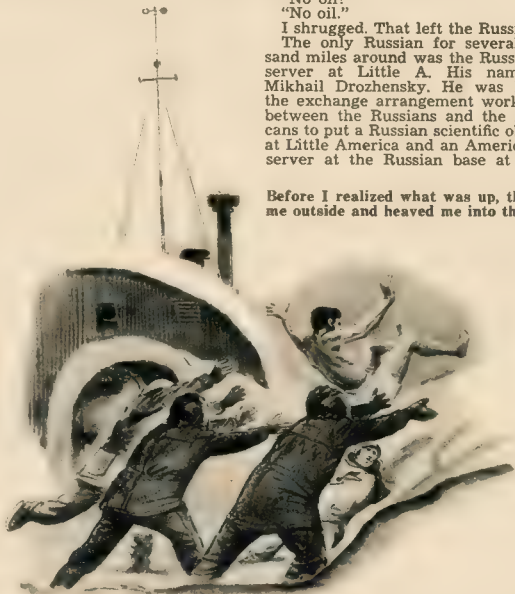 "No oil."
I shrugged. That left the Russi
The only Russian for several
sand miles around was the Russ
server at Little A. His nam
Mikhail Drozhensky. He was
the exchange arrangement work
between the Russians and the
cans to put a Russian scientific o
at Little America and an Americ
server at the Russian base at
Before I realized what was up, th
me outside and heaved me into th